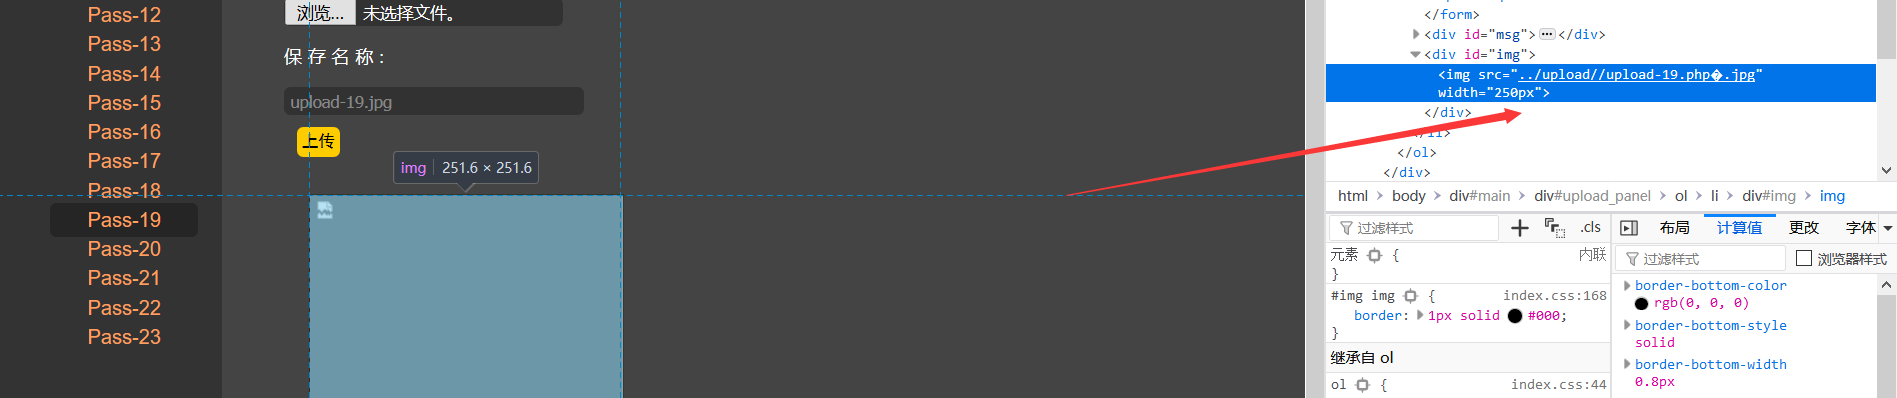 Pass-12
Pass-13
Pass-14
Pass-15
Pass-16
Pass-17
Pass-18
Pass-19
Pass-20
Pass-21
Pass-22
Pass-23
浏览... 未选择文件。
保存名称:
upload-19.jpg
上传
img 251.6 × 251.6
</form>
<div id="msg"> ••• </div>
<div id="img">
<img src="../upload//upload-19.php�.jpg"
width="250px">
</div>
</li>
</ol>
</div>
html > body > div#main > div#upload_panel > ol > li > div#img > img
过滤样式 + .cls
元素 { 内联
}
#img img { index.css:168
border: 1px solid #000;
}
继承自 ol
ol { index.css:44
布局 计算值 更改 字体
过滤样式 浏览器样式
border-bottom-color
rgb(0, 0, 0)
border-bottom-style
solid
border-bottom-width
0.8px